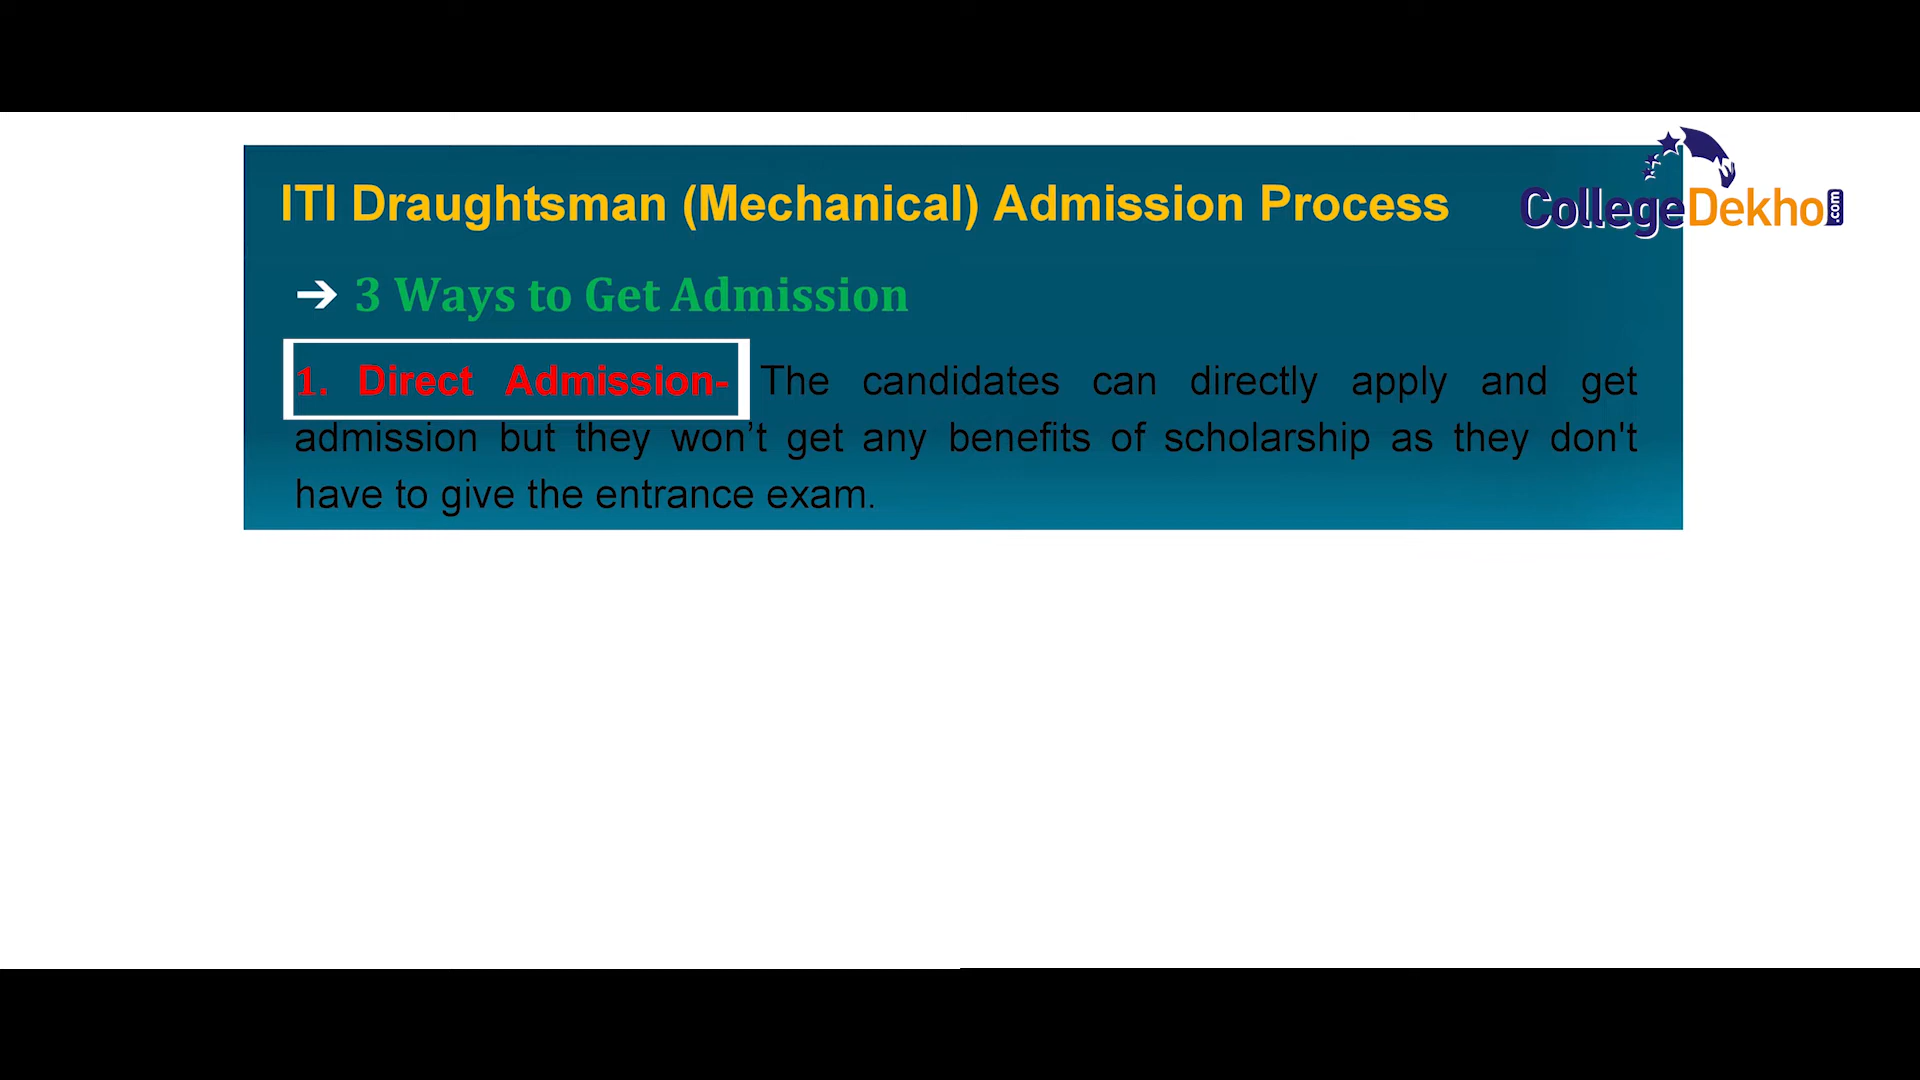 ITI Draughtsman (Mechanical) Admission Process
CollegeDekho.com
➔ 3 Ways to Get Admission
1. Direct Admission- The candidates can directly apply and get
admission but they won’t get any benefits of scholarship as they don't
have to give the entrance exam.